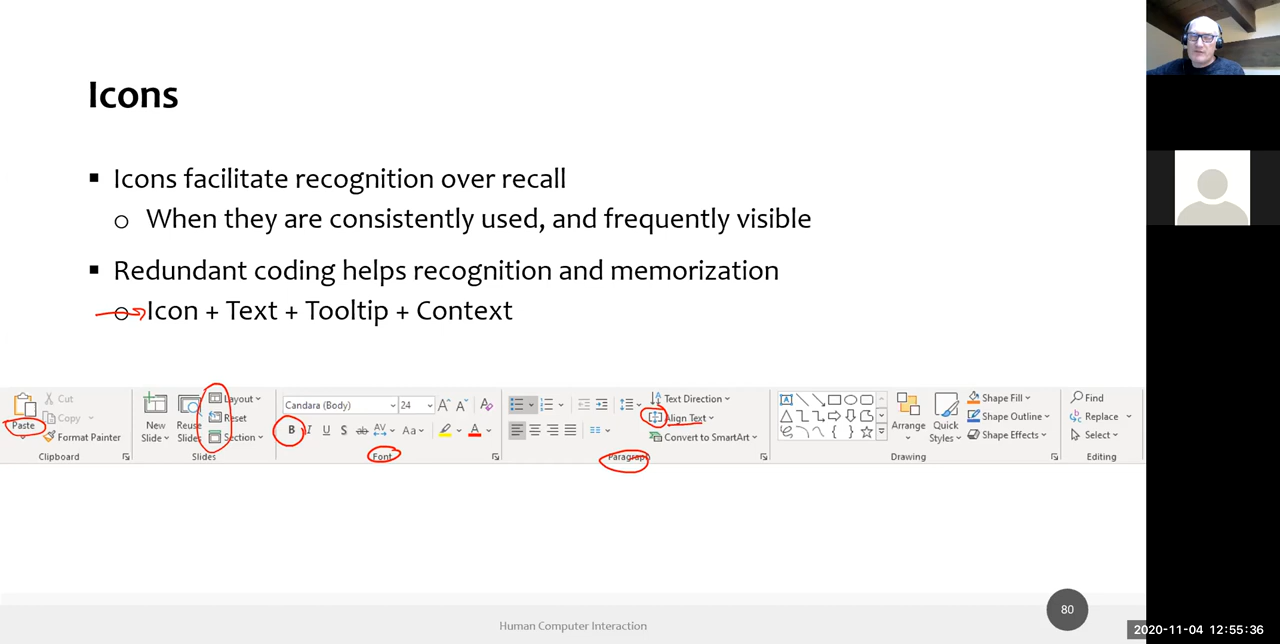 Icons
▪ Icons facilitate recognition over recall
o When they are consistently used, and frequently visible
▪ Redundant coding helps recognition and memorization
o Icon + Text + Tooltip + Context
Paste
Cut
Copy
Format Painter
Clipboard
New Slide
Reuse Slides
Layout
Reset
Section
Slides
Candara (Body) 24 A A A
B I U S ab AV Aa A
Font
Text Direction
Align Text
Convert to SmartArt
Paragraph
Arrange
Quick Styles
Shape Fill
Shape Outline
Shape Effects
Drawing
Find
Replace
Select
Editing
80
Human Computer Interaction
2020-11-04 12:55:36